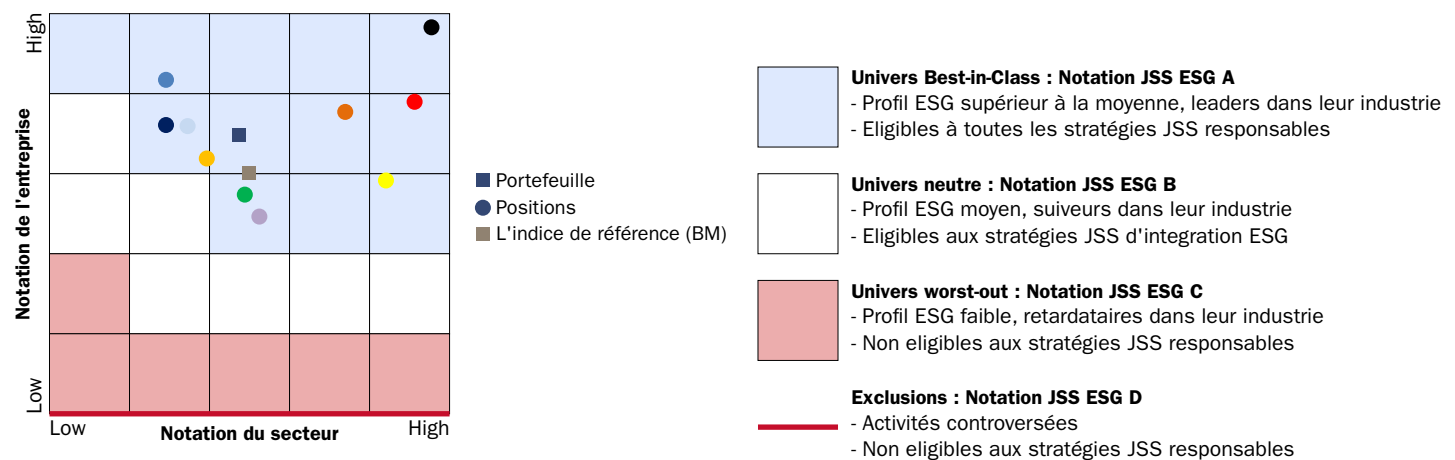 High
Notation de l'entreprise
Low
Low
Notation du secteur
High
Portefeuille
Positions
L'indice de référence (BM)
Univers Best-in-Class : Notation JSS ESG A
- Profil ESG supérieur à la moyenne, leaders dans leur industrie
- Eligibles à toutes les stratégies JSS responsables
Univers neutre : Notation JSS ESG B
- Profil ESG moyen, suiveurs dans leur industrie
- Eligibles aux stratégies JSS d'integration ESG
Univers worst-out : Notation JSS ESG C
- Profil ESG faible, retardataires dans leur industrie
- Non eligibles aux stratégies JSS responsables
Exclusions : Notation JSS ESG D
- Activités controversées
- Non eligibles aux stratégies JSS responsables